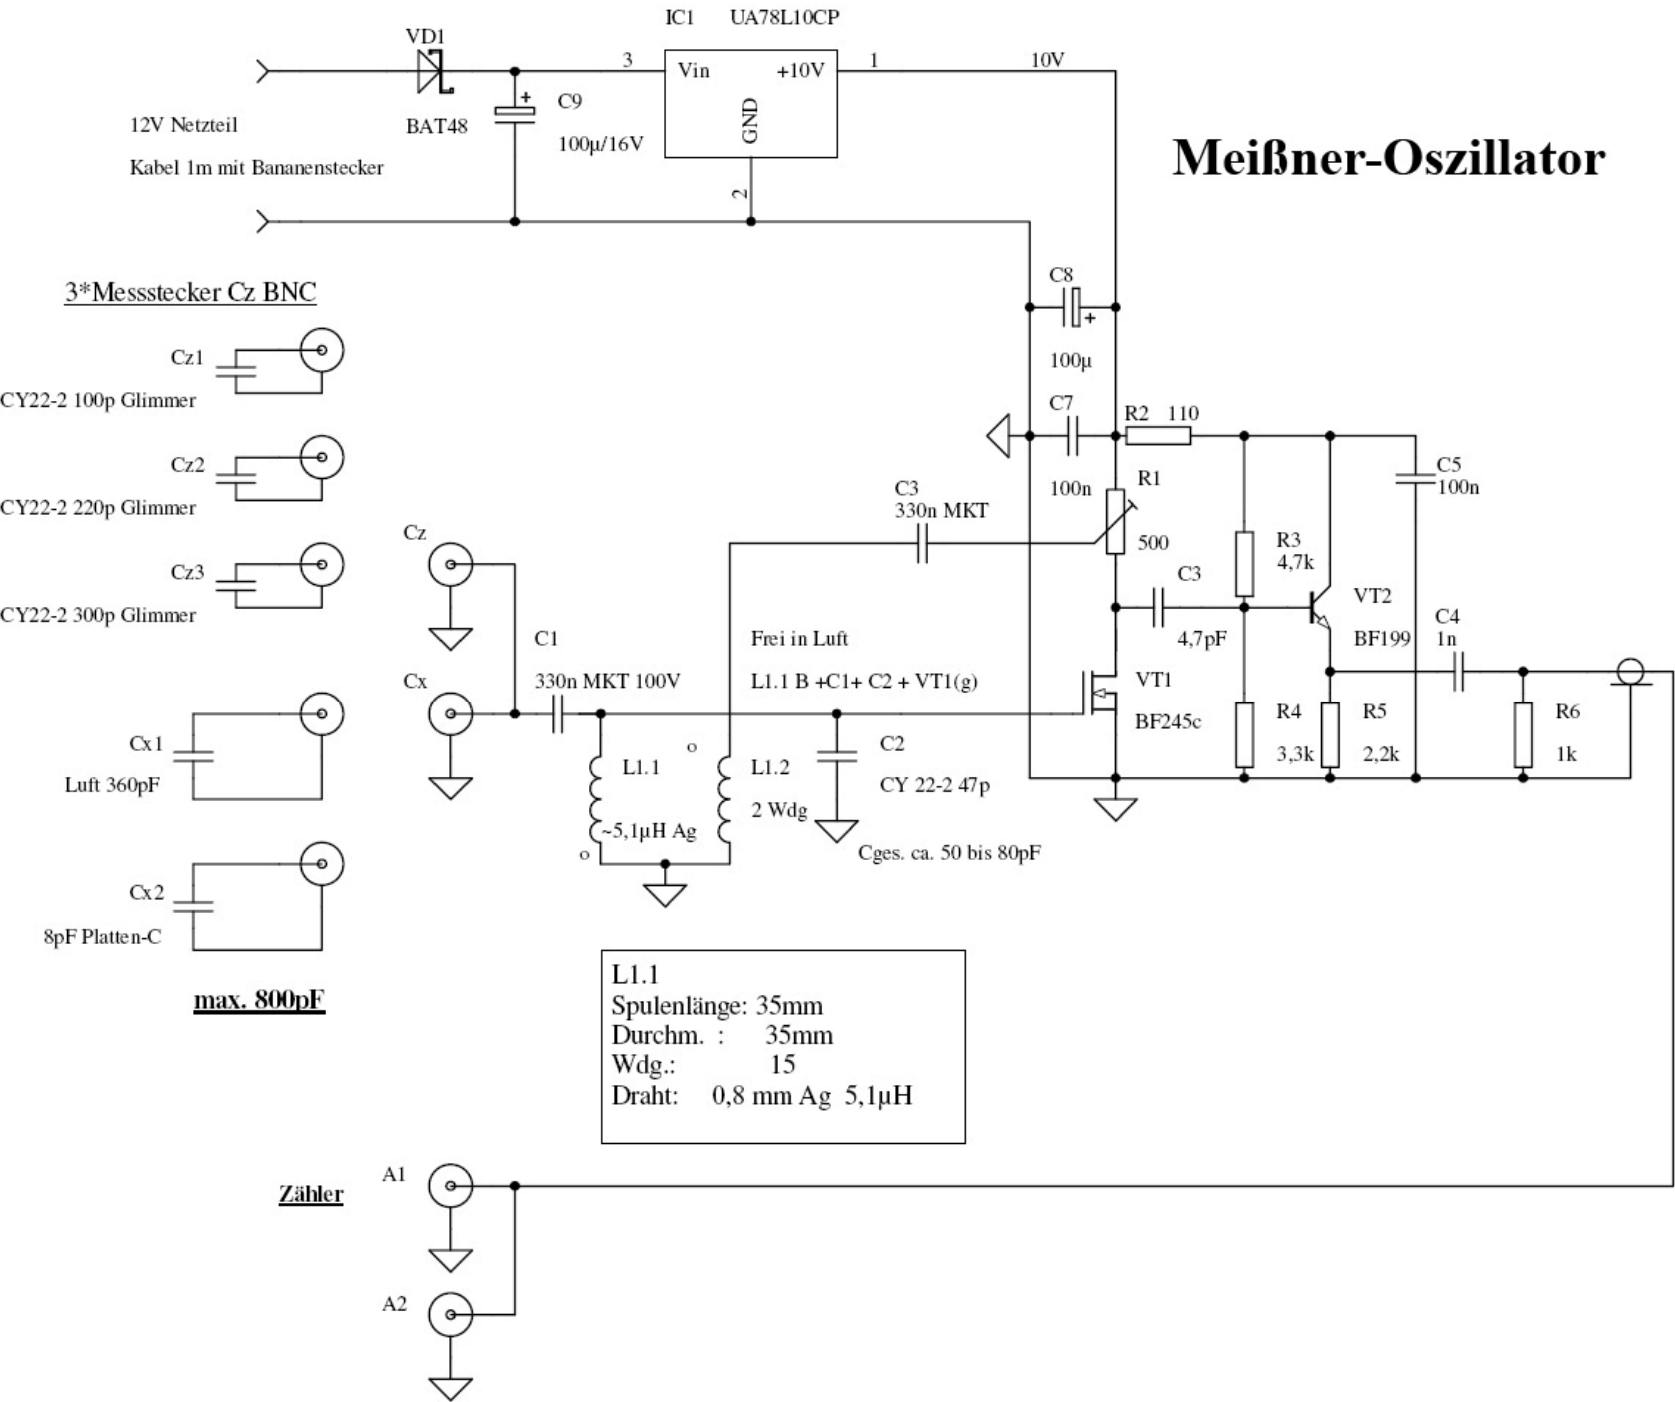 IC1 UA78L10CP
VD1
3 Vin +10V 1 10V
BAT48
+
C9
100µ/16V
GND
2
12V Netzteil
Kabel 1m mit Bananenstecker
Meißner-Oszillator
3*Messstecker Cz BNC
Cz1
CY22-2 100p Glimmer
Cz2
CY22-2 220p Glimmer
Cz3
CY22-2 300p Glimmer
Cx1
Luft 360pF
Cx2
8pF Platten-C
max. 800pF
Cz
Cx
C1
330n MKT 100V
C8
+
100µ
C7
100n
R2 110
R1
500
C3
330n MKT
C5
100n
R3
4,7k
C3
4,7pF
VT2
BF199
C4
1n
Frei in Luft
L1.1 B +C1+ C2 + VT1(g)
VT1
BF245c
R4
3,3k
R5
2,2k
R6
1k
o
L1.1
~5,1µH Ag
o
L1.2
2 Wdg
C2
CY 22-2 47p
Cges. ca. 50 bis 80pF
L1.1
Spulenlänge: 35mm
Durchm. : 35mm
Wdg.: 15
Draht: 0,8 mm Ag 5,1µH
Zähler
A1
A2